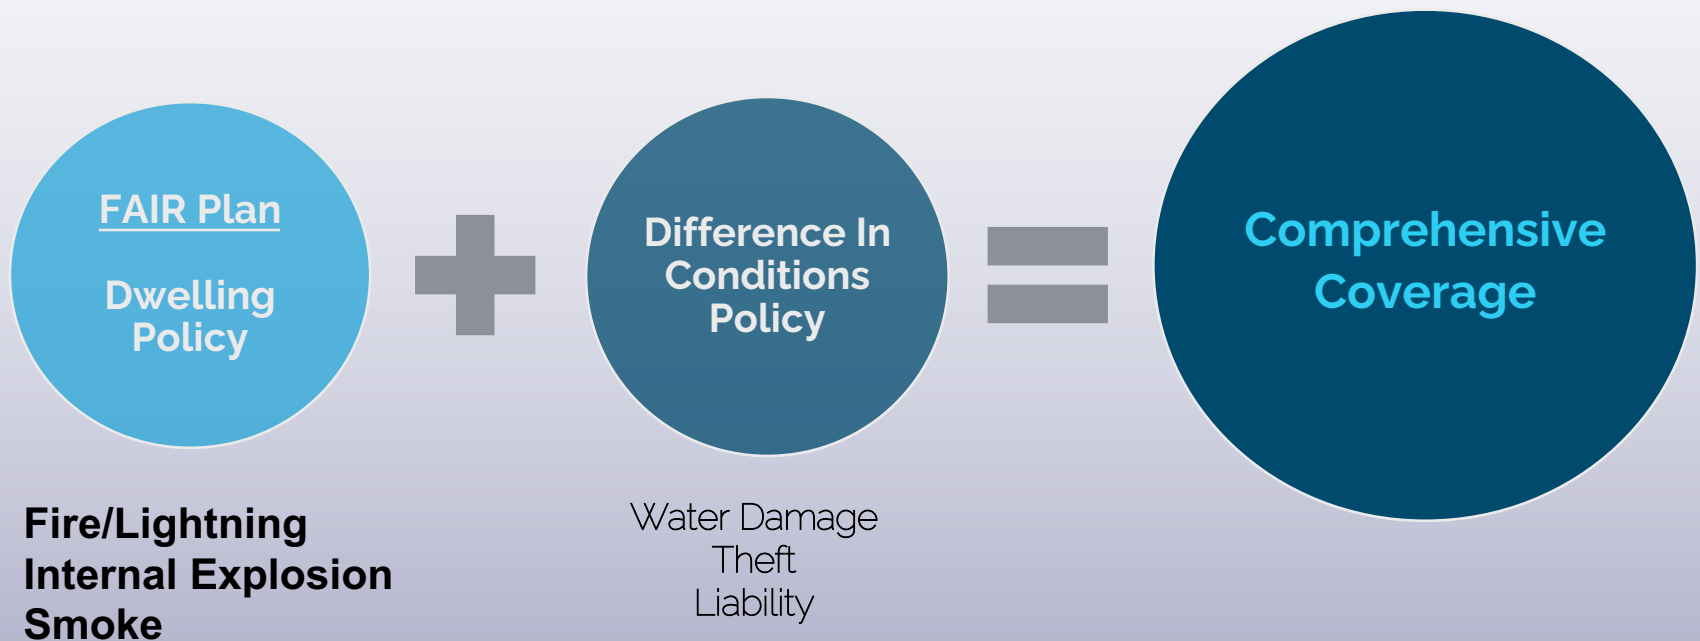 FAIR Plan
Dwelling
Policy
Difference In
Conditions
Policy
Comprehensive
Coverage
Fire/Lightning
Internal Explosion
Smoke
Water Damage
Theft
Liability